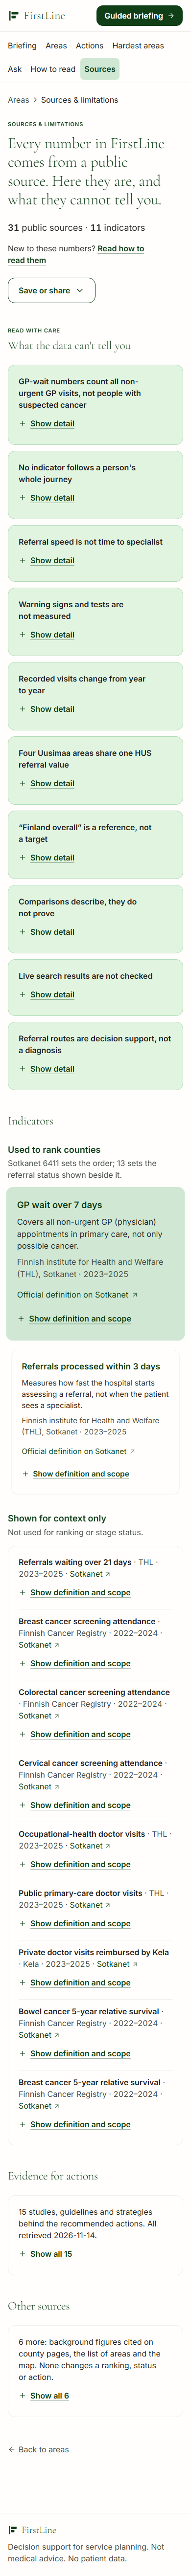 FirstLine
Guided briefing →
Briefing Areas Actions Hardest areas
Ask How to read Sources
Areas > Sources & limitations
SOURCES & LIMITATIONS
Every number in FirstLine
comes from a public
source. Here they are, and
what they cannot tell you.
31 public sources · 11 indicators
New to these numbers? Read how to
read them
Save or share
READ WITH CARE
What the data can't tell you
GP-wait numbers count all non-
urgent GP visits, not people with
suspected cancer
+ Show detail
No indicator follows a person's
whole journey
+ Show detail
Referral speed is not time to specialist
+ Show detail
Warning signs and tests are
not measured
+ Show detail
Recorded visits change from year
to year
+ Show detail
Four Uusimaa areas share one HUS
referral value
+ Show detail
“Finland overall” is a reference, not
a target
+ Show detail
Comparisons describe, they do
not prove
+ Show detail
Live search results are not checked
+ Show detail
Referral routes are decision support, not
a diagnosis
+ Show detail
Indicators
Used to rank counties
Sotkanet 6411 sets the order; 13 sets the
referral status shown beside it.
GP wait over 7 days
Covers all non-urgent GP (physician)
appointments in primary care, not only
possible cancer.
Finnish Institute for Health and Welfare
(THL), Sotkanet · 2023–2025
Official definition on Sotkanet ↗
+ Show definition and scope
Referrals processed within 3 days
Measures how fast the hospital starts
assessing a referral, not when the patient
sees a specialist.
Finnish institute for Health and Welfare
(THL), Sotkanet · 2023–2025
Official definition on Sotkanet ↗
+ Show definition and scope
Shown for context only
Not used for ranking or stage status.
Referrals waiting over 21 days · THL ·
2023–2025 · Sotkanet ↗
+ Show definition and scope
Breast cancer screening attendance ·
Finnish Cancer Registry · 2022–2024 ·
Sotkanet ↗
+ Show definition and scope
Colorectal cancer screening attendance
· Finnish Cancer Registry · 2022–2024 ·
Sotkanet ↗
+ Show definition and scope
Cervical cancer screening attendance ·
Finnish Cancer Registry · 2022–2024 ·
Sotkanet ↗
+ Show definition and scope
Occupational-health doctor visits · THL ·
2023–2025 · Sotkanet ↗
+ Show definition and scope
Public primary-care doctor visits · THL ·
2023–2025 · Sotkanet ↗
+ Show definition and scope
Private doctor visits reimbursed by Kela
· Kela · 2023–2025 · Sotkanet ↗
+ Show definition and scope
Bowel cancer 5-year relative survival ·
Finnish Cancer Registry · 2022–2024 ·
Sotkanet ↗
+ Show definition and scope
Breast cancer 5-year relative survival ·
Finnish Cancer Registry · 2022–2024 ·
Sotkanet ↗
+ Show definition and scope
Evidence for actions
15 studies, guidelines and strategies
behind the recommended actions. All
retrieved 2026-11-14.
+ Show all 15
Other sources
6 more: background figures cited on
county pages, the list of areas and the
map. None changes a ranking, status
or action.
+ Show all 6
← Back to areas
FirstLine
Decision support for service planning. Not
medical advice. No patient data.